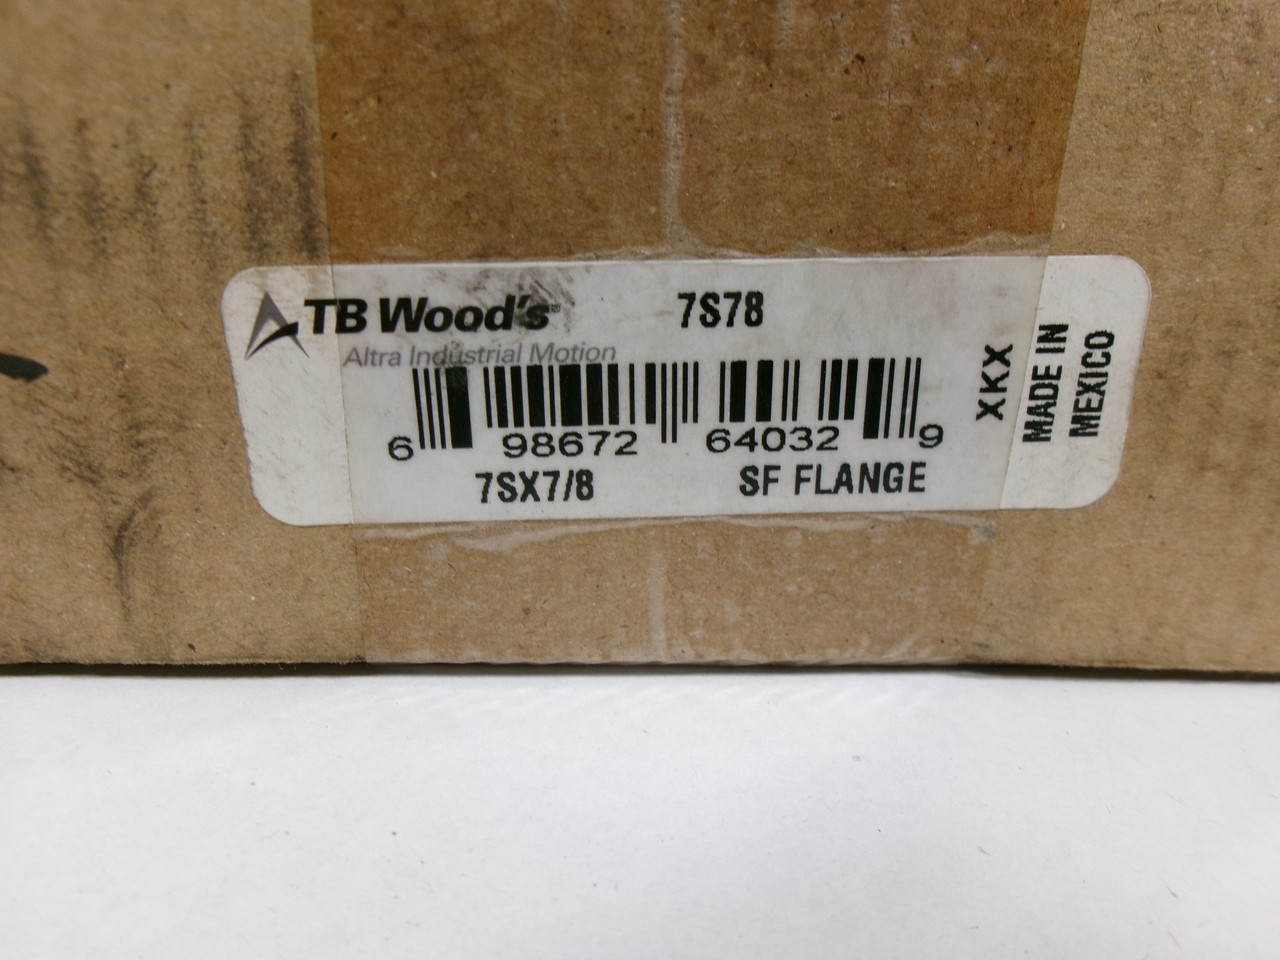 TB Wood's® 7S78
Altra Industrial Motion
6 98672 64032 9
7SX7/8 SF FLANGE
XKX
MADE IN
MEXICO